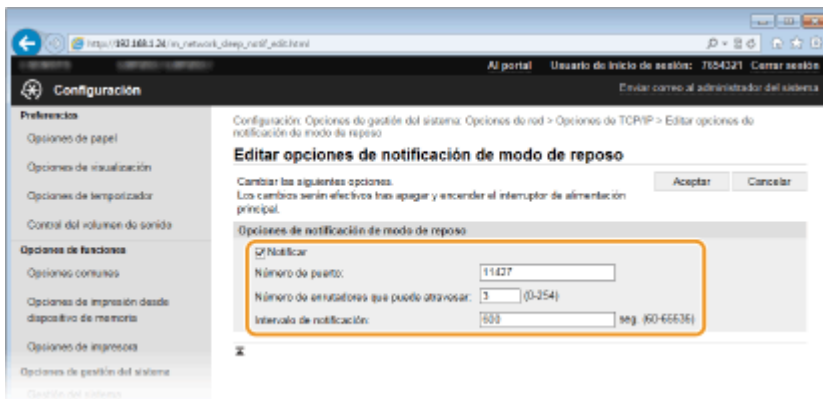 http://192.168.1.24/m_network_sleep_notif_edit.html
Al portal Usuario de inicio de sesión: 7654321 Cerrar sesión
Configuración
Enviar correo al administrador del sistema
Preferencias
Opciones de papel
Opciones de visualización
Opciones de temporizador
Control del volumen de sonido
Opciones de funciones
Opciones comunes
Opciones de impresión desde
dispositivo de memoria
Opciones de impresora
Opciones de gestión del sistema
Gestión del sistema
Configuración: Opciones de gestión del sistema: Opciones de red > Opciones de TCP/IP > Editar opciones de
notificación de modo de reposo
Editar opciones de notificación de modo de reposo
Cambiar las siguientes opciones.
Los cambios serán efectivos tras apagar y encender el interruptor de alimentación
principal.
Aceptar Cancelar
Opciones de notificación de modo de reposo
Notificar
Número de puerto: 11427
Número de enrutadores que puede atravesar: 3 (0-254)
Intervalo de notificación: 600 seg. (60-65535)